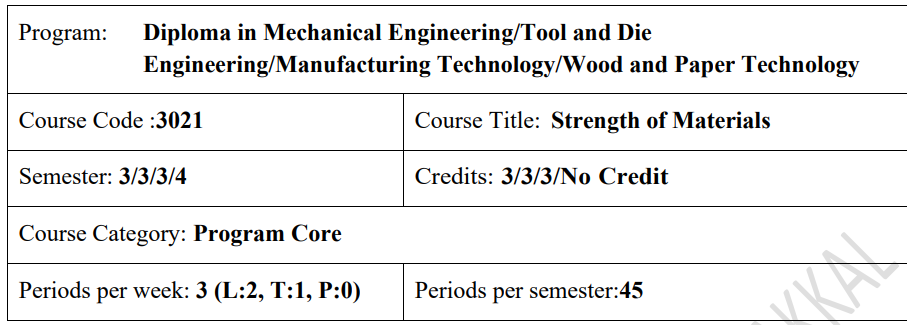 Program: Diploma in Mechanical Engineering/Tool and Die
Engineering/Manufacturing Technology/Wood and Paper Technology
Course Code :3021
Course Title: Strength of Materials
Semester: 3/3/3/4
Credits: 3/3/3/No Credit
Course Category: Program Core
Periods per week: 3 (L:2, T:1, P:0)
Periods per semester:45